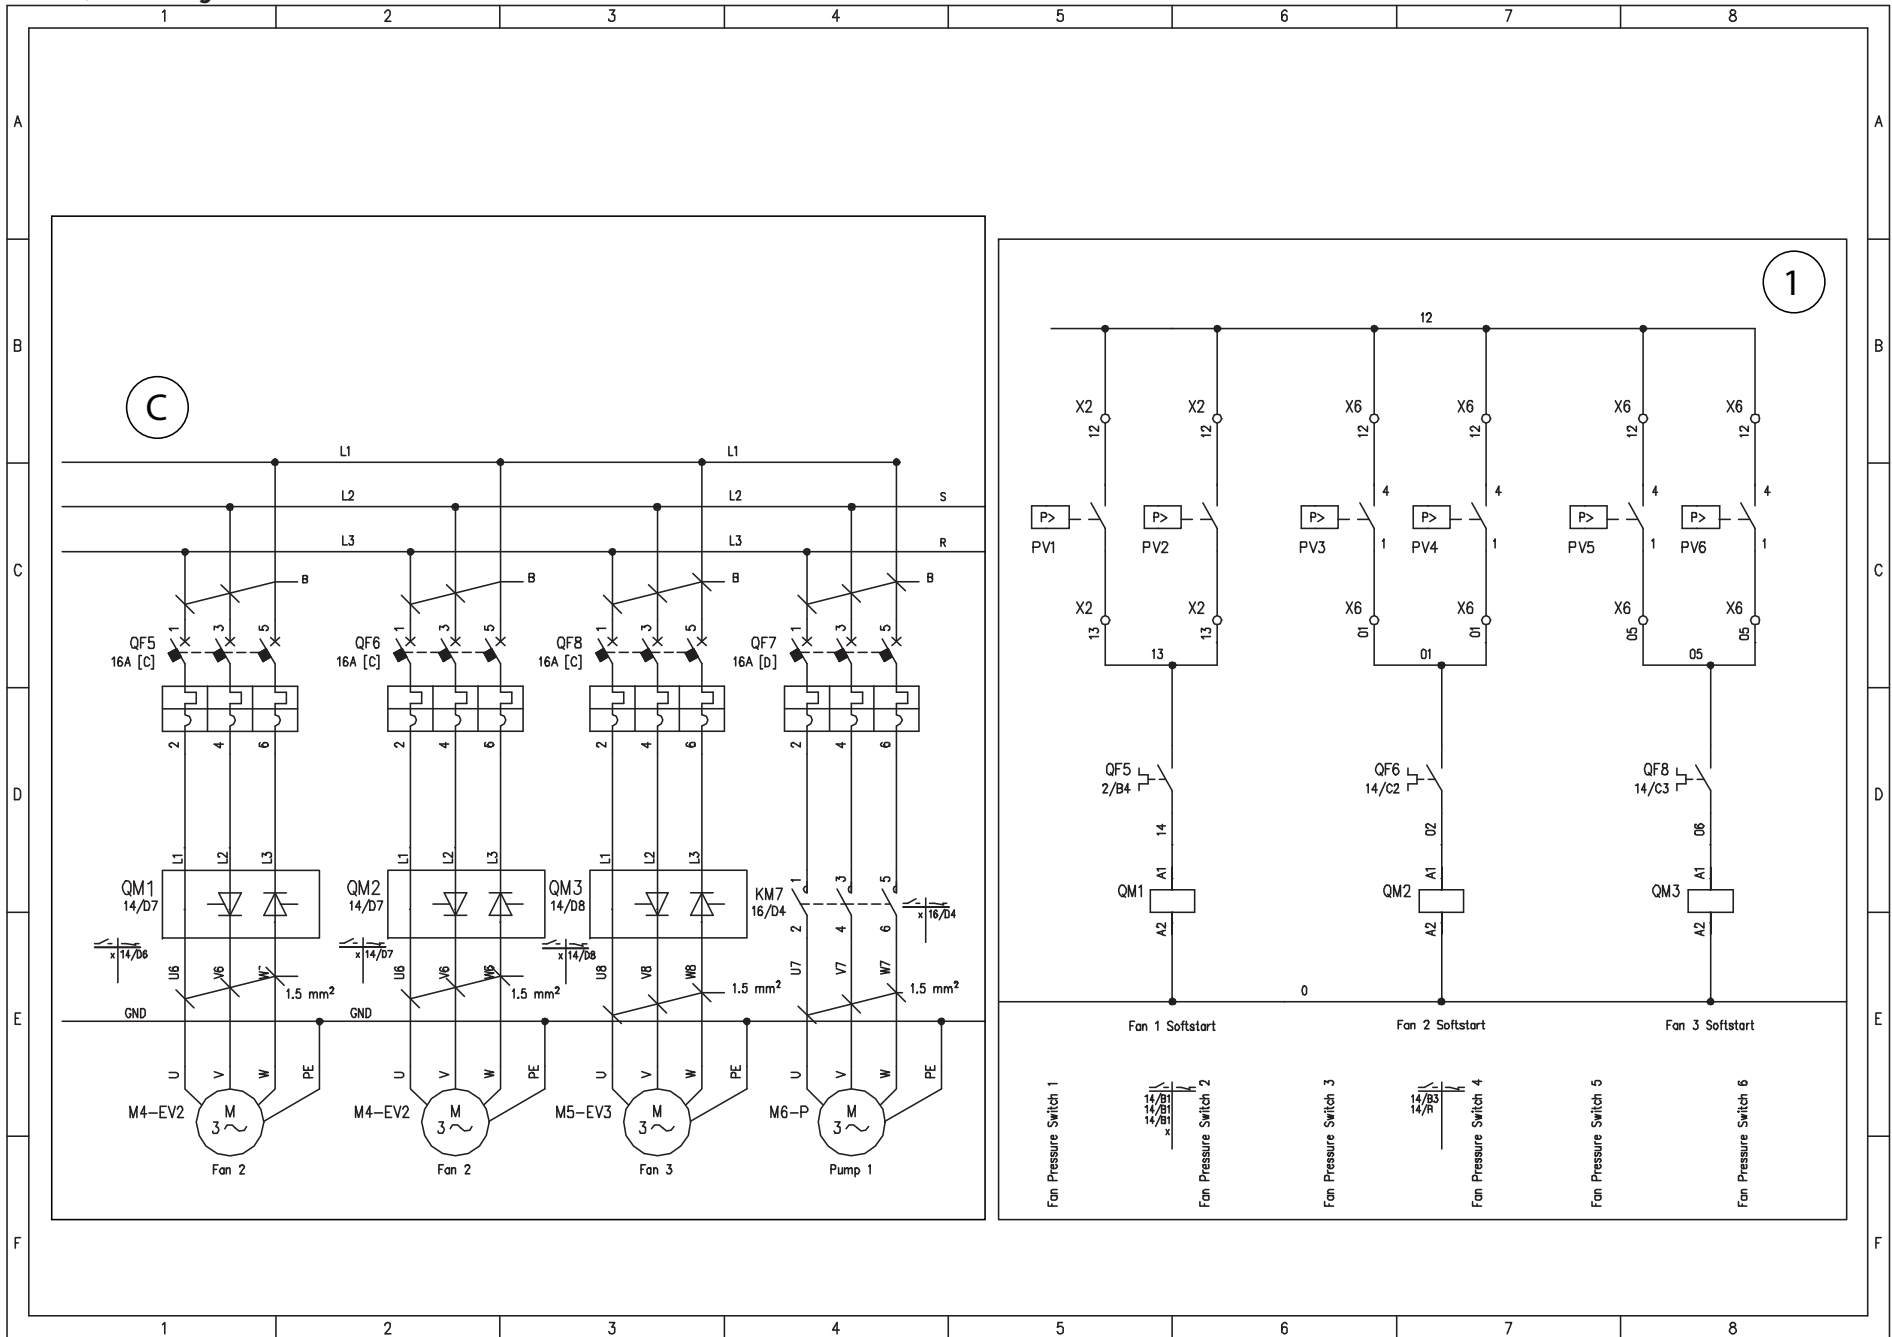 1 2 3 4 5 6 7 8
A A
1
12
B B
C
X2 X2 X6 X6 X6 X6
12 12 12 12 12 12
L1 L1
L2 L2 S
4 4 4 4
P> P> P> P> P> P>
L3 L3 R
PV1 PV2 PV3 1 PV4 1 PV5 1 PV6 1
C C
B B B B
X2 X2 X6 X6 X6 X6
13 13 01 01 05 05
1 3 5 1 3 5 1 3 5 1 3 5
QF5 QF6 QF8 QF7
16A [C] 16A [C] 16A [C] 16A [D]
13 01 05
2 4 6 2 4 6 2 4 6 2 4 6
QF5 QF6 QF8
2/B4 14/C2 14/C3
D D
14 02 06
L1 L2 L3 L1 L2 L3 L1 L2 L3
A1 A1 A1
QM1 QM2 QM3 KM7 1 3 5
14/D7 14/D7 14/D8 16/D4 x 16/D4
QM1 QM2 QM3
A2 A2 A2
2 4 6
x 14/D6 x 14/D7 x 14/D8
U6 V6 W6 V6 W6 U8 V8 W8 U7 V7 W7
1.5 mm² 1.5 mm² 1.5 mm² 1.5 mm²
0
GND GND
E E
Fan 1 Softstart Fan 2 Softstart Fan 3 Softstart
U V W PE U V W PE U V W PE U V W PE
M4-EV2 M 3 M4-EV2 M 3 M5-EV3 M 3 M6-P M 3
Fan 2 Fan 2 Fan 3 Pump 1
Fan Pressure Switch 1
14/B1
14/B1
14/B1
x
Fan Pressure Switch 2
Fan Pressure Switch 3
14/B3
14/R
Fan Pressure Switch 4
Fan Pressure Switch 5
Fan Pressure Switch 6
F F
1 2 3 4 5 6 7 8